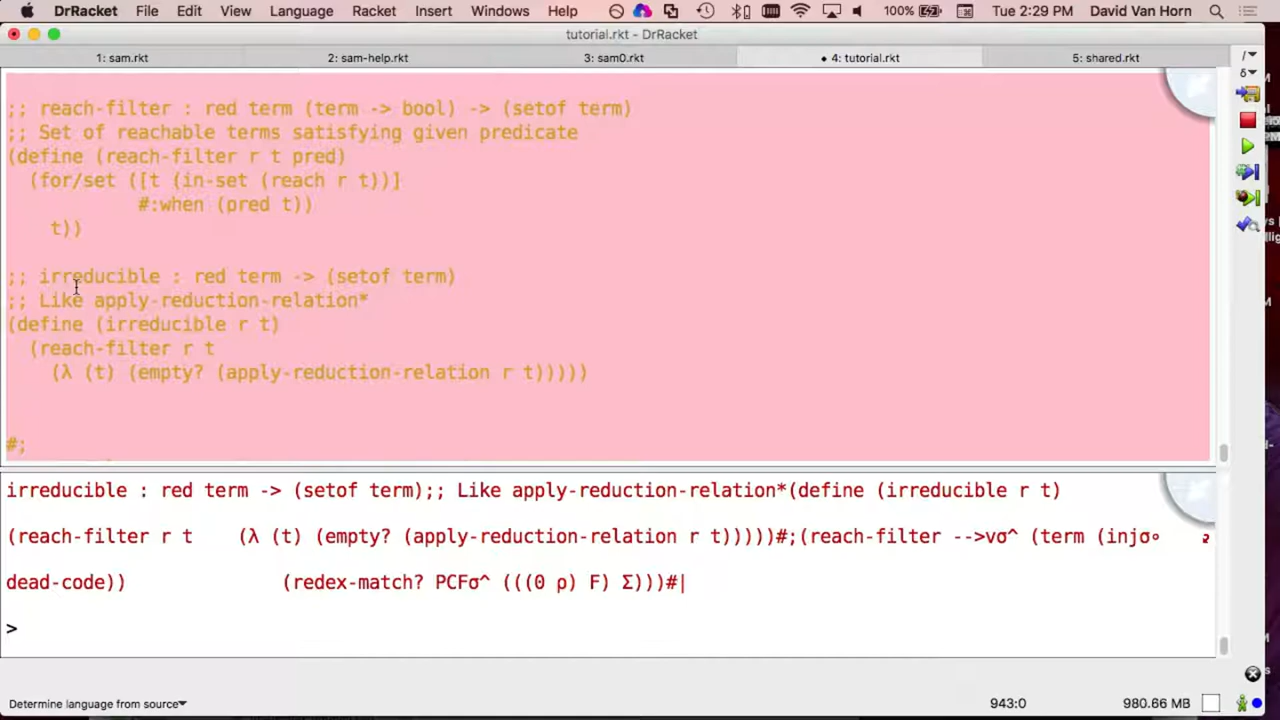 DrRacket File Edit View Language Racket Insert Windows Help 100% Tue 2:29 PM David Van Horn
tutorial.rkt - DrRacket
1: sam.rkt 2: sam-help.rkt 3: sam0.rkt • 4: tutorial.rkt 5: shared.rkt
;; reach-filter : red term (term -> bool) -> (setof term)
;; Set of reachable terms satisfying given predicate
(define (reach-filter r t pred)
(for/set ([t (in-set (reach r t))]
#:when (pred t))
t))
;; irreducible : red term -> (setof term)
;; Like apply-reduction-relation*
(define (irreducible r t)
(reach-filter r t
(λ (t) (empty? (apply-reduction-relation r t)))))
#;
irreducible : red term -> (setof term);; Like apply-reduction-relation*(define (irreducible r t)
(reach-filter r t (λ (t) (empty? (apply-reduction-relation r t)))))#;(reach-filter -->vσ^ (term (injσ∘
dead-code)) (redex-match? PCFσ^ (((0 ρ) F) Σ)))#|
>
Determine language from source 943:0 980.66 MB